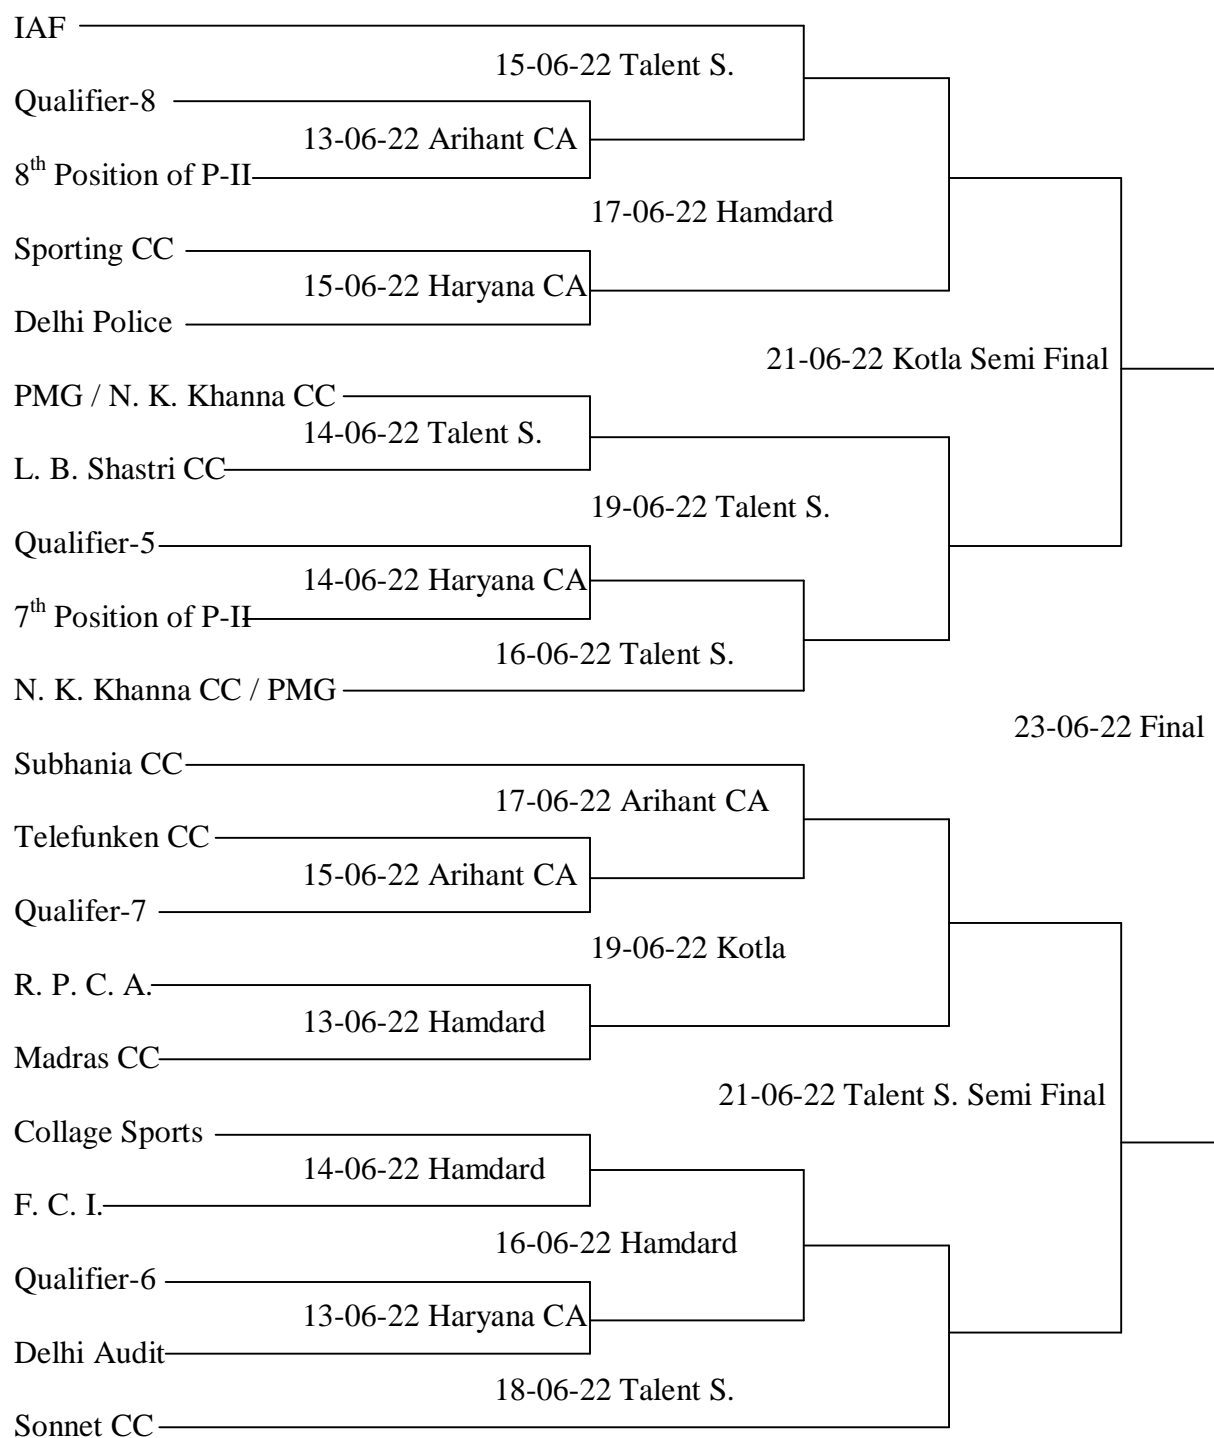 IAF
15-06-22 Talent S.
Qualifier-8
13-06-22 Arihant CA
8th Position of P-II
17-06-22 Hamdard
Sporting CC
15-06-22 Haryana CA
Delhi Police
21-06-22 Kotla Semi Final
PMG / N. K. Khanna CC
14-06-22 Talent S.
L. B. Shastri CC
19-06-22 Talent S.
Qualifier-5
14-06-22 Haryana CA
7th Position of P-II
16-06-22 Talent S.
N. K. Khanna CC / PMG
23-06-22 Final
Subhania CC
17-06-22 Arihant CA
Telefunken CC
15-06-22 Arihant CA
Qualifer-7
19-06-22 Kotla
R. P. C. A.
13-06-22 Hamdard
Madras CC
21-06-22 Talent S. Semi Final
Collage Sports
14-06-22 Hamdard
F. C. I.
16-06-22 Hamdard
Qualifier-6
13-06-22 Haryana CA
Delhi Audit
18-06-22 Talent S.
Sonnet CC